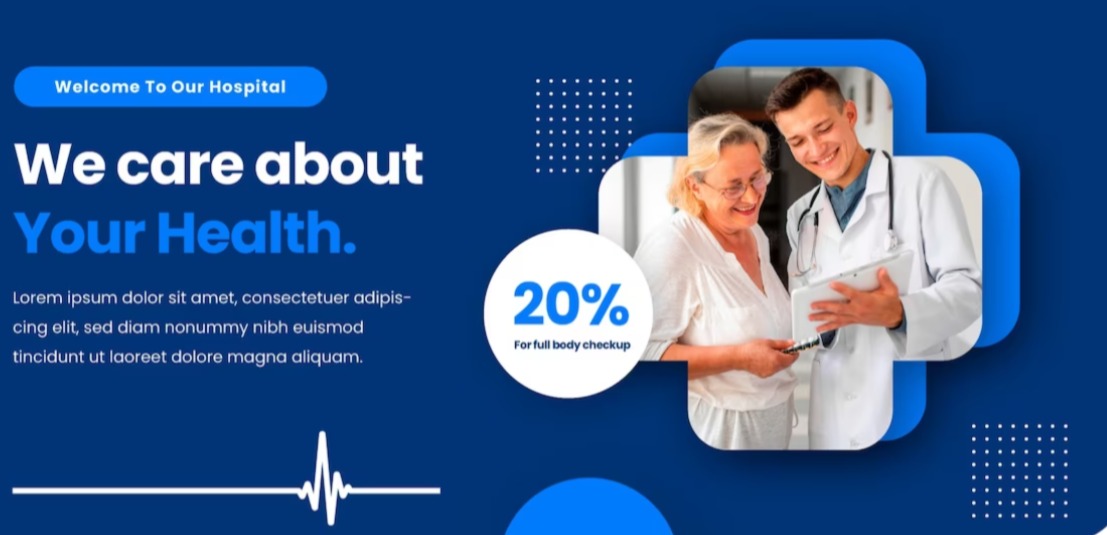 Welcome To Our Hospital
We care about
Your Health.
Lorem ipsum dolor sit amet, consectetuer adipis-
cing elit, sed diam nonummy nibh euismod
tincidunt ut laoreet dolore magna aliquam.
20%
For full body checkup